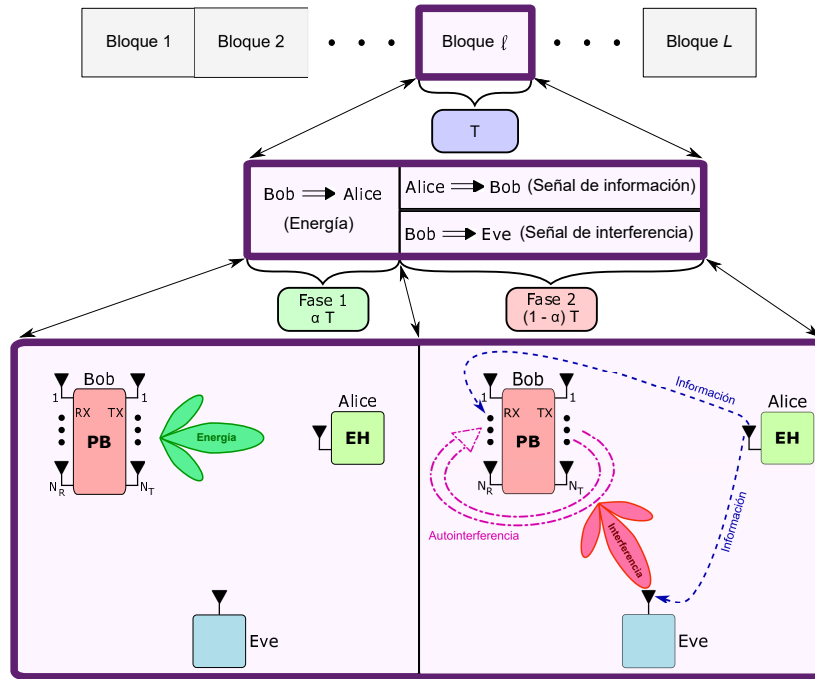 Bloque 1
Bloque 2
Bloque ℓ
Bloque L
T
Bob ⟹ Alice
(Energía)
Alice ⟹ Bob (Señal de información)
Bob ⟹ Eve (Señal de interferencia)
Fase 1
α T
Fase 2
(1 - α) T
Bob
1
1
RX TX
PB
N_R
N_T
Energía
Alice
EH
Eve
Bob
1
1
RX TX
PB
N_R
N_T
Autointerferencia
Interferencia
Información
Información
Alice
EH
Eve